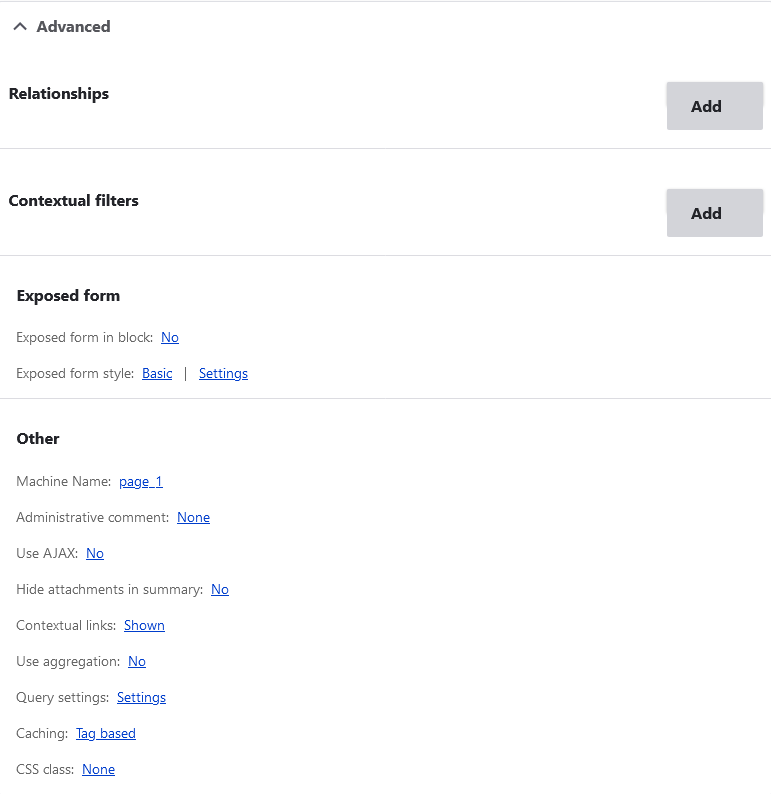 Advanced
Relationships
Add
Contextual filters
Add
Exposed form
Exposed form in block: No
Exposed form style: Basic | Settings
Other
Machine Name: page_1
Administrative comment: None
Use AJAX: No
Hide attachments in summary: No
Contextual links: Shown
Use aggregation: No
Query settings: Settings
Caching: Tag based
CSS class: None